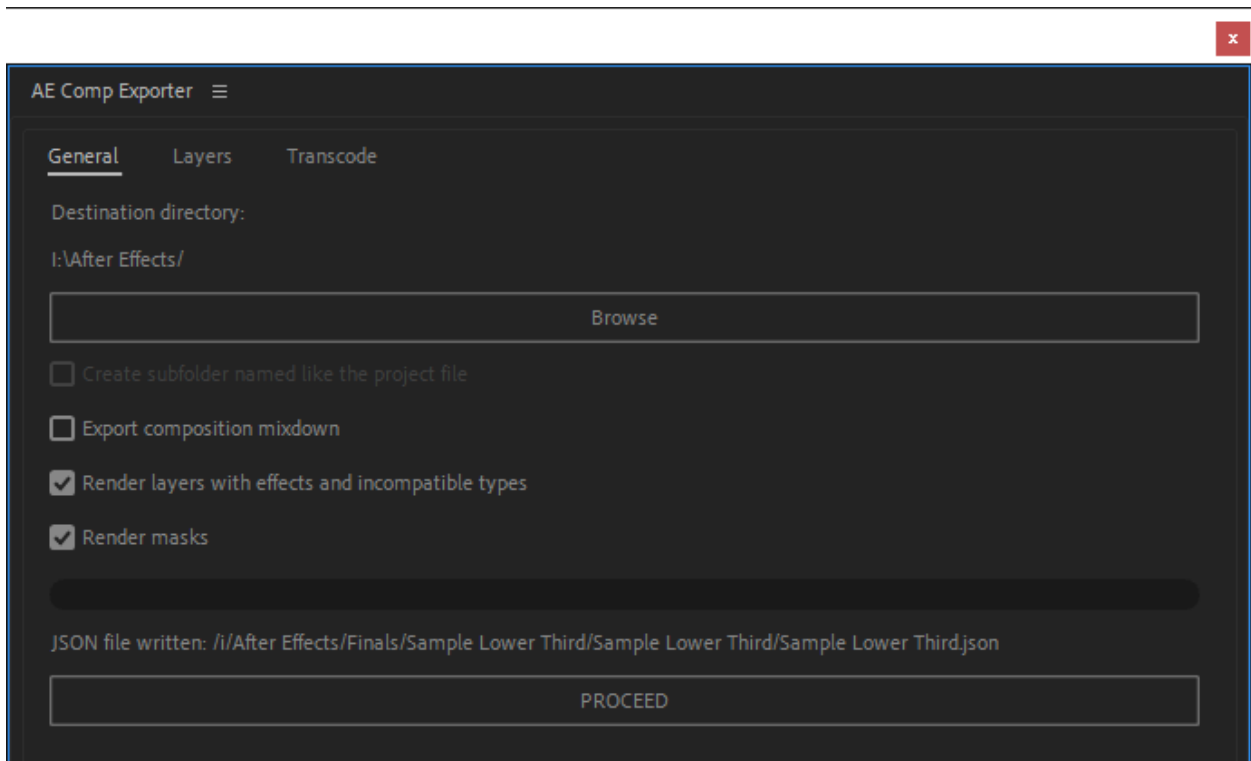 x
AE Comp Exporter ☰
General Layers Transcode
Destination directory:
I:\After Effects/
Browse
Create subfolder named like the project file
Export composition mixdown
Render layers with effects and incompatible types
Render masks
JSON file written: /i/After Effects/Finals/Sample Lower Third/Sample Lower Third/Sample Lower Third.json
PROCEED